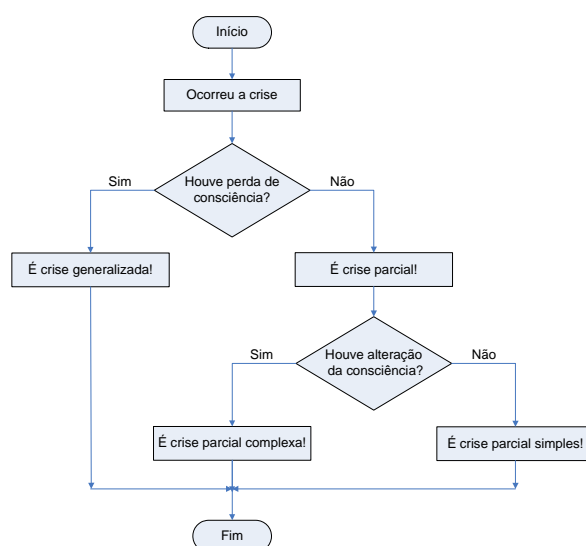 Início
Ocorreu a crise
Houve perda de
consciência?
Sim
Não
É crise generalizada!
É crise parcial!
Houve alteração
da consciência?
Sim
Não
É crise parcial complexa!
É crise parcial simples!
Fim